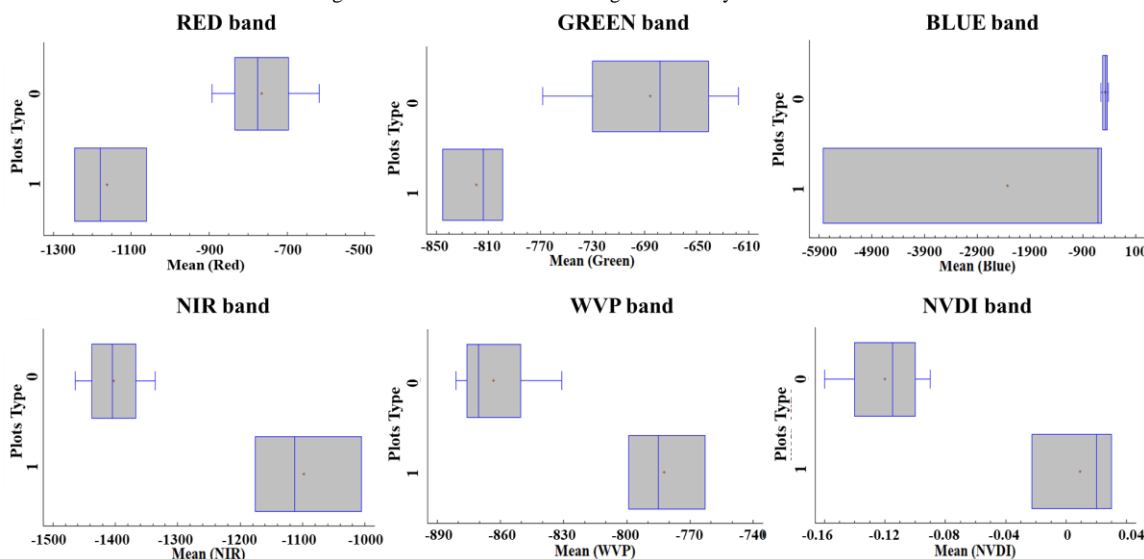 RED band
GREEN band
BLUE band
Plots Type
0
1
-1300 -1100 -900 -700 -500
Mean (Red)
Plots Type
0
1
-850 -810 -770 -730 -690 -650 -610
Mean (Green)
Plots Type
0
1
-5900 -4900 -3900 -2900 -1900 -900 100
Mean (Blue)
NIR band
WVP band
NVDI band
Plots Type
0
1
-1500 -1400 -1300 -1200 -1100 -1000
Mean (NIR)
Plots Type
0
1
-890 -860 -830 -800 -770 -740
Mean (WVP)
Plots Type
0
1
-0.16 -0.12 -0.08 -0.04 0 0.04
Mean (NVDI)